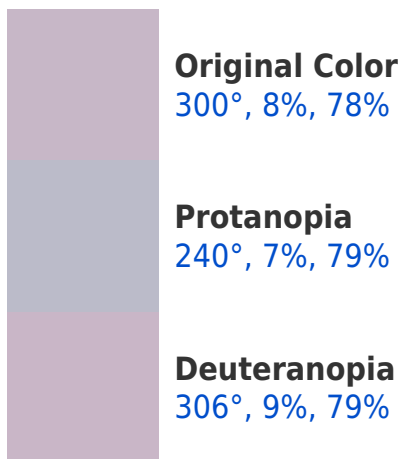 Original Color
300°, 8%, 78%
Protanopia
240°, 7%, 79%
Deuteranopia
306°, 9%, 79%